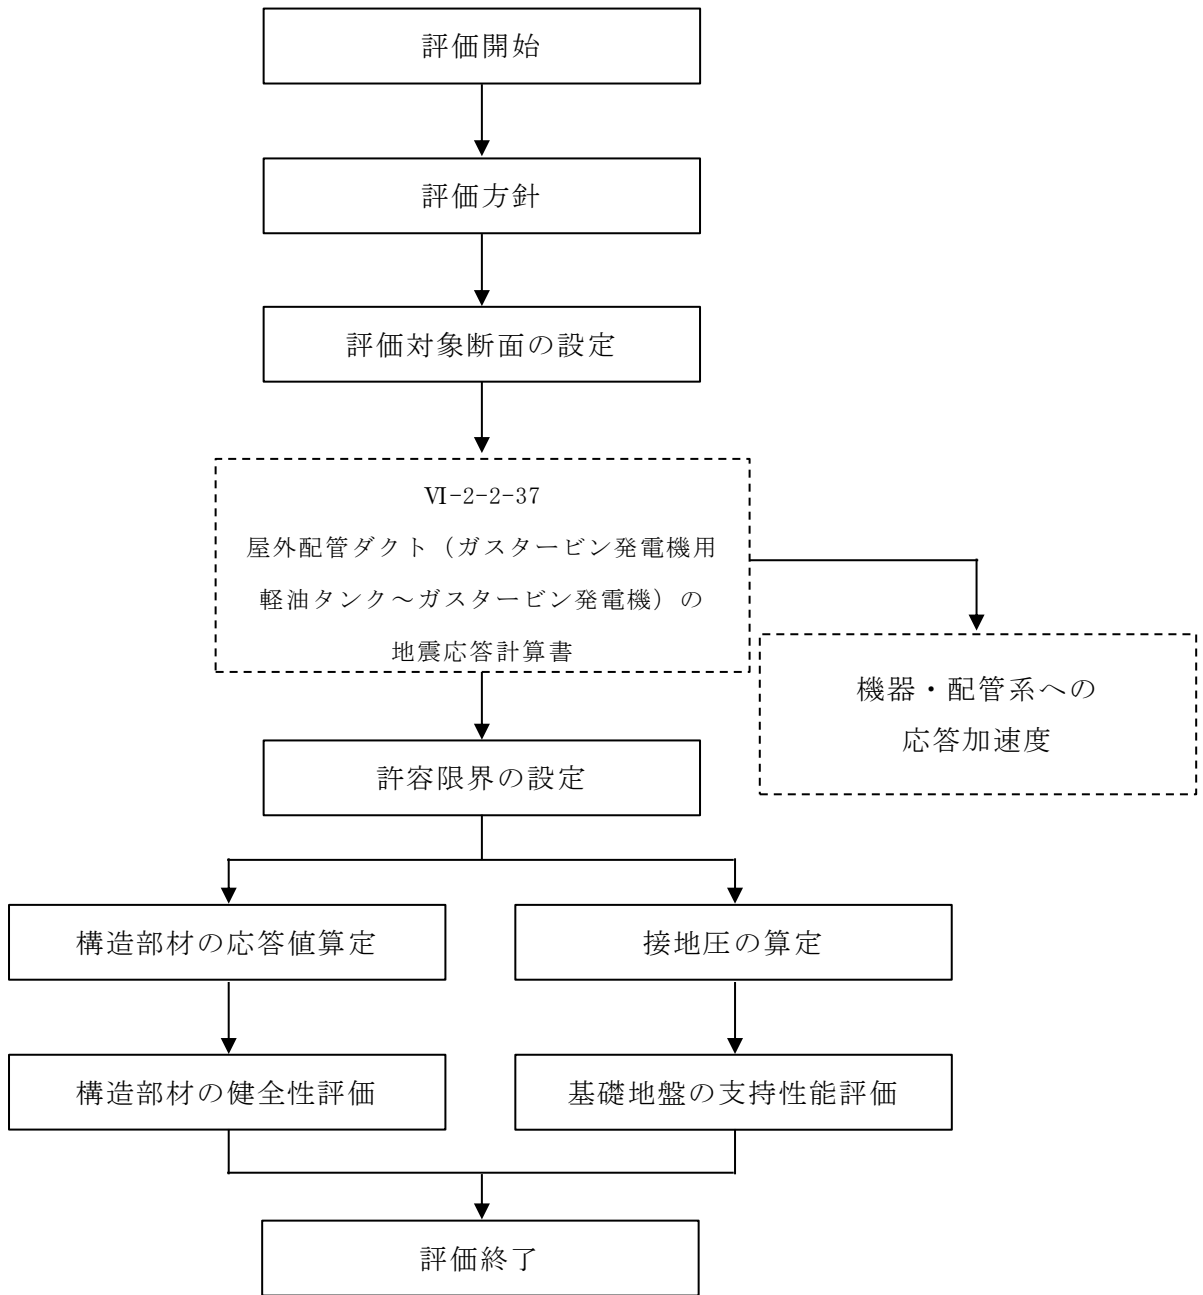 評価開始
評価方針
評価対象断面の設定
Ⅵ-2-2-37
屋外配管ダクト（ガスタービン発電機用
軽油タンク～ガスタービン発電機）の
地震応答計算書
機器・配管系への
応答加速度
許容限界の設定
構造部材の応答値算定
接地圧の算定
構造部材の健全性評価
基礎地盤の支持性能評価
評価終了